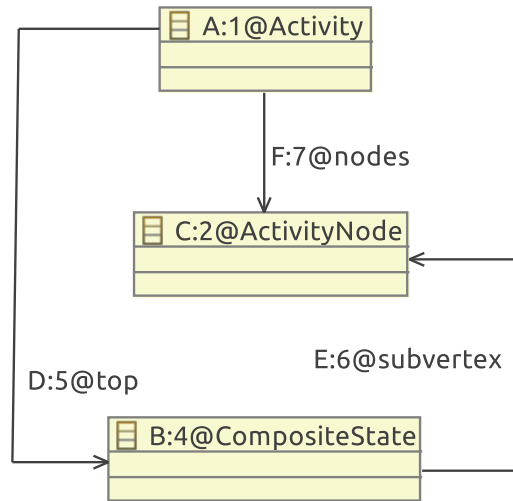 A:1@Activity
F:7@nodes
C:2@ActivityNode
E:6@subvertex
D:5@top
B:4@CompositeState